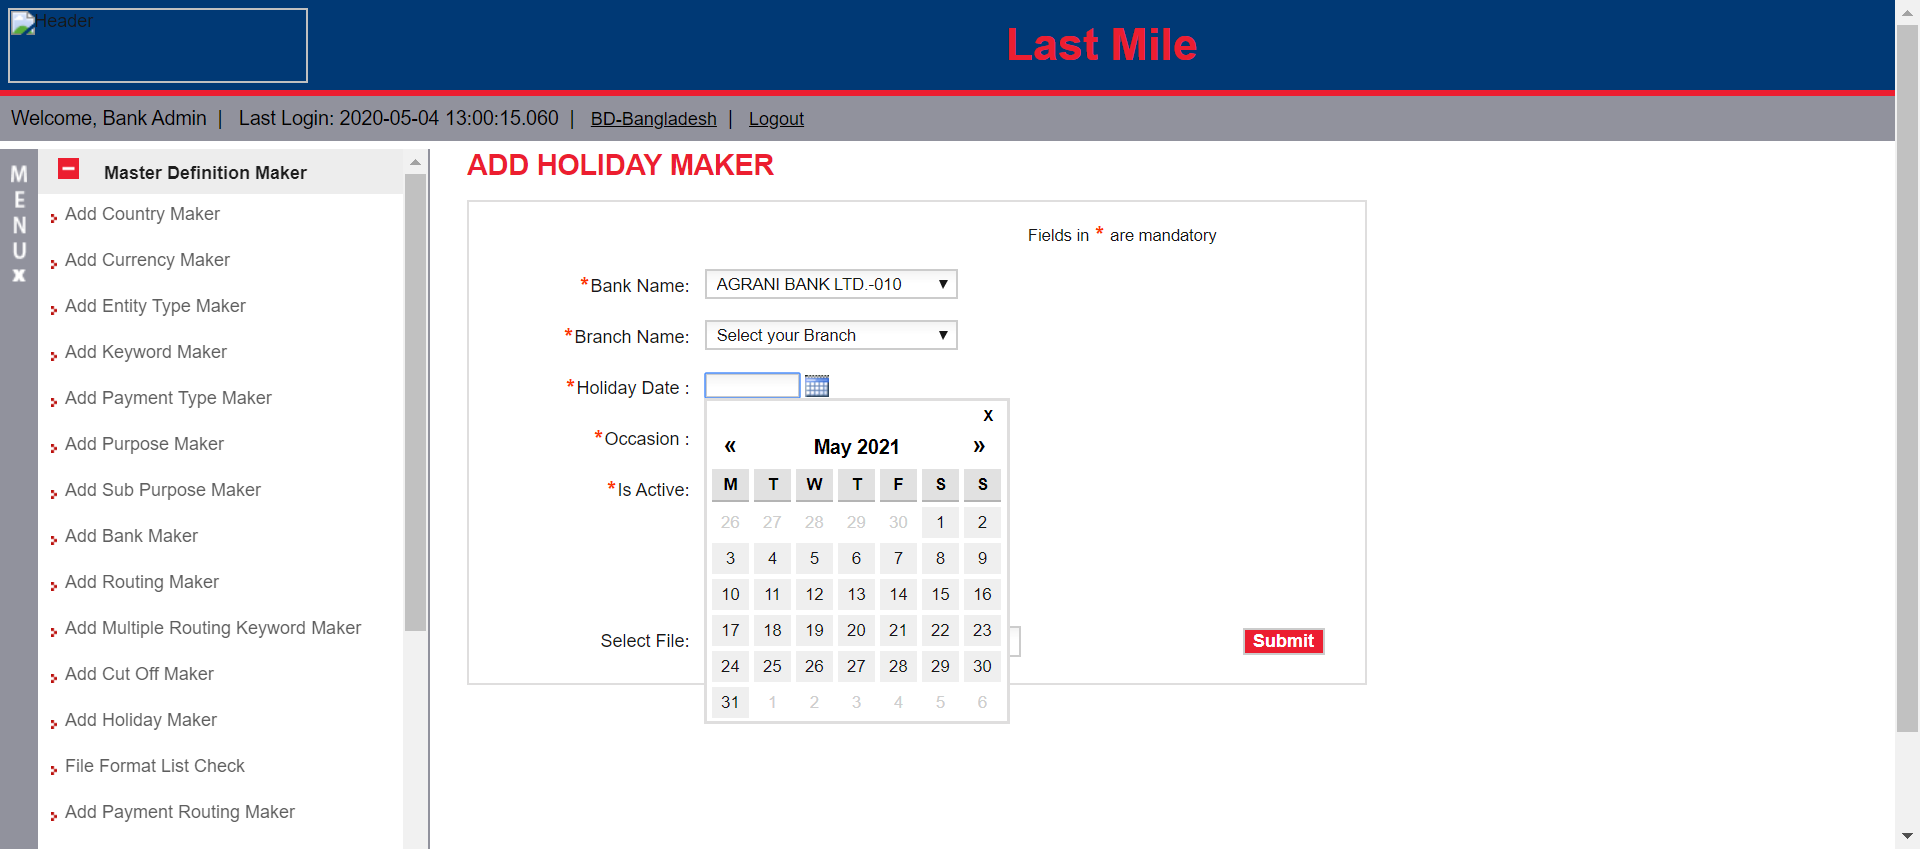 Header
Last Mile
Welcome, Bank Admin | Last Login: 2020-05-04 13:00:15.060 | BD-Bangladesh | Logout
MENU
x
Master Definition Maker
Add Country Maker
Add Currency Maker
Add Entity Type Maker
Add Keyword Maker
Add Payment Type Maker
Add Purpose Maker
Add Sub Purpose Maker
Add Bank Maker
Add Routing Maker
Add Multiple Routing Keyword Maker
Add Cut Off Maker
Add Holiday Maker
File Format List Check
Add Payment Routing Maker
ADD HOLIDAY MAKER
Fields in * are mandatory
*Bank Name: AGRANI BANK LTD.-010
*Branch Name: Select your Branch
*Holiday Date :
*Occasion :
*Is Active:
Select File:
X
« May 2021 »
M T W T F S S
26 27 28 29 30 1 2
3 4 5 6 7 8 9
10 11 12 13 14 15 16
17 18 19 20 21 22 23
24 25 26 27 28 29 30
31 1 2 3 4 5 6
Submit